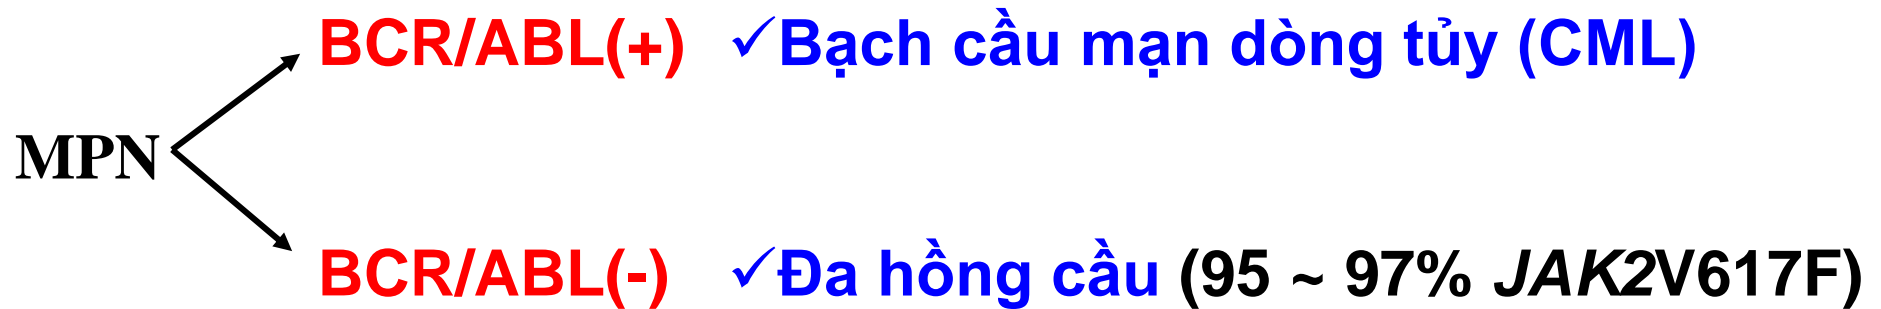 BCR/ABL(+) ✓Bạch cầu mạn dòng tủy (CML)
MPN
BCR/ABL(-) ✓Đa hồng cầu (95 ~ 97% JAK2V617F)